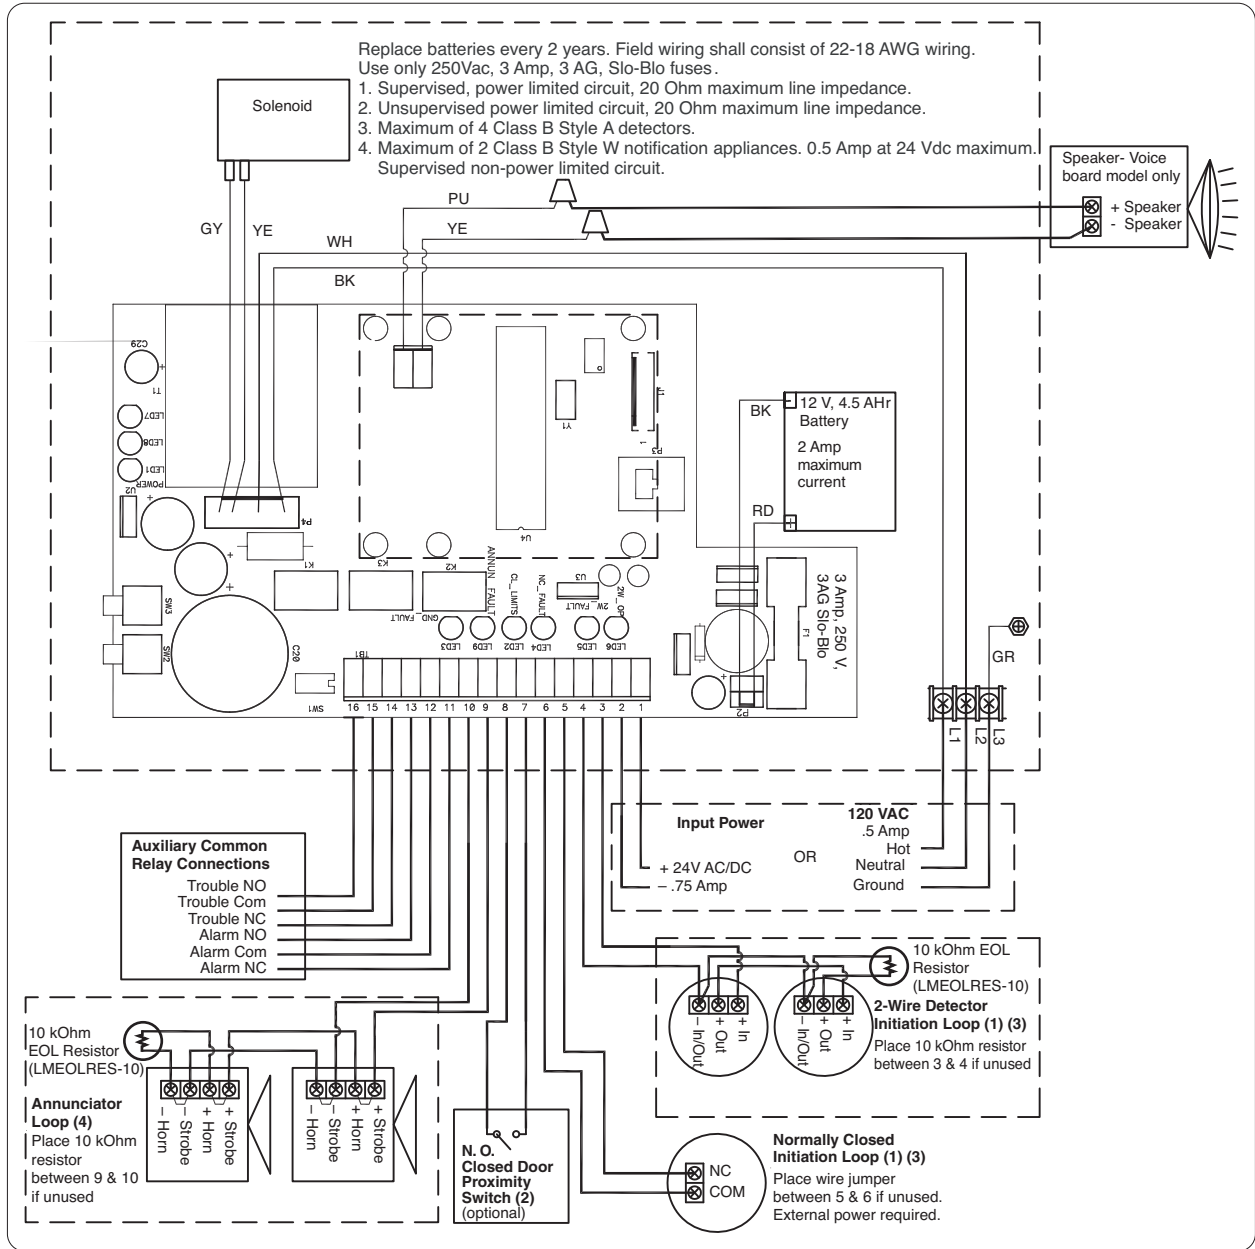 Replace batteries every 2 years. Field wiring shall consist of 22-18 AWG wiring.
Use only 250Vac, 3 Amp, 3 AG, Slo-Blo fuses.
1. Supervised, power limited circuit, 20 Ohm maximum line impedance.
2. Unsupervised power limited circuit, 20 Ohm maximum line impedance.
3. Maximum of 4 Class B Style A detectors.
4. Maximum of 2 Class B Style W notification appliances. 0.5 Amp at 24 Vdc maximum.
Supervised non-power limited circuit.
Solenoid
Speaker- Voice
board model only
+ Speaker
- Speaker
PU
GY
YE
YE
WH
BK
C29
T1
LED7
LED8
LED1
POWER
U2
P4
Y1
J1
1
P3
U4
BK
12 V, 4.5 AHr
Battery
2 Amp
maximum
current
RD
K1
K3
K2
GND_FAULT
ANNUN_FAULT
CL_LIMITS
NC_FAULT
U3
2W_FAULT
2W_OP
LED3
LED9
LED2
LED4
LED5
LED6
SW3
SW2
C20
SW1
TB1
F1
3 Amp, 250 V,
3AG Slo-Blo
P2
GR
L1
L2
L3
16 15 14 13 12 11 10 9 8 7 6 5 4 3 2 1
Input Power
+ 24V AC/DC
– .75 Amp
OR
120 VAC
.5 Amp
Hot
Neutral
Ground
Auxiliary Common
Relay Connections
Trouble NO
Trouble Com
Trouble NC
Alarm NO
Alarm Com
Alarm NC
10 kOhm EOL
Resistor
(LMEOLRES-10)
2-Wire Detector
Initiation Loop (1) (3)
Place 10 kOhm resistor
between 3 & 4 if unused
– In/Out
+ Out
+ In
– In/Out
+ Out
+ In
10 kOhm
EOL Resistor
(LMEOLRES-10)
Annunciator
Loop (4)
Place 10 kOhm
resistor
between 9 & 10
if unused
– Horn
– Strobe
+ Horn
+ Strobe
– Horn
– Strobe
+ Horn
+ Strobe
N. O.
Closed Door
Proximity
Switch (2)
(optional)
NC
COM
Normally Closed
Initiation Loop (1) (3)
Place wire jumper
between 5 & 6 if unused.
External power required.